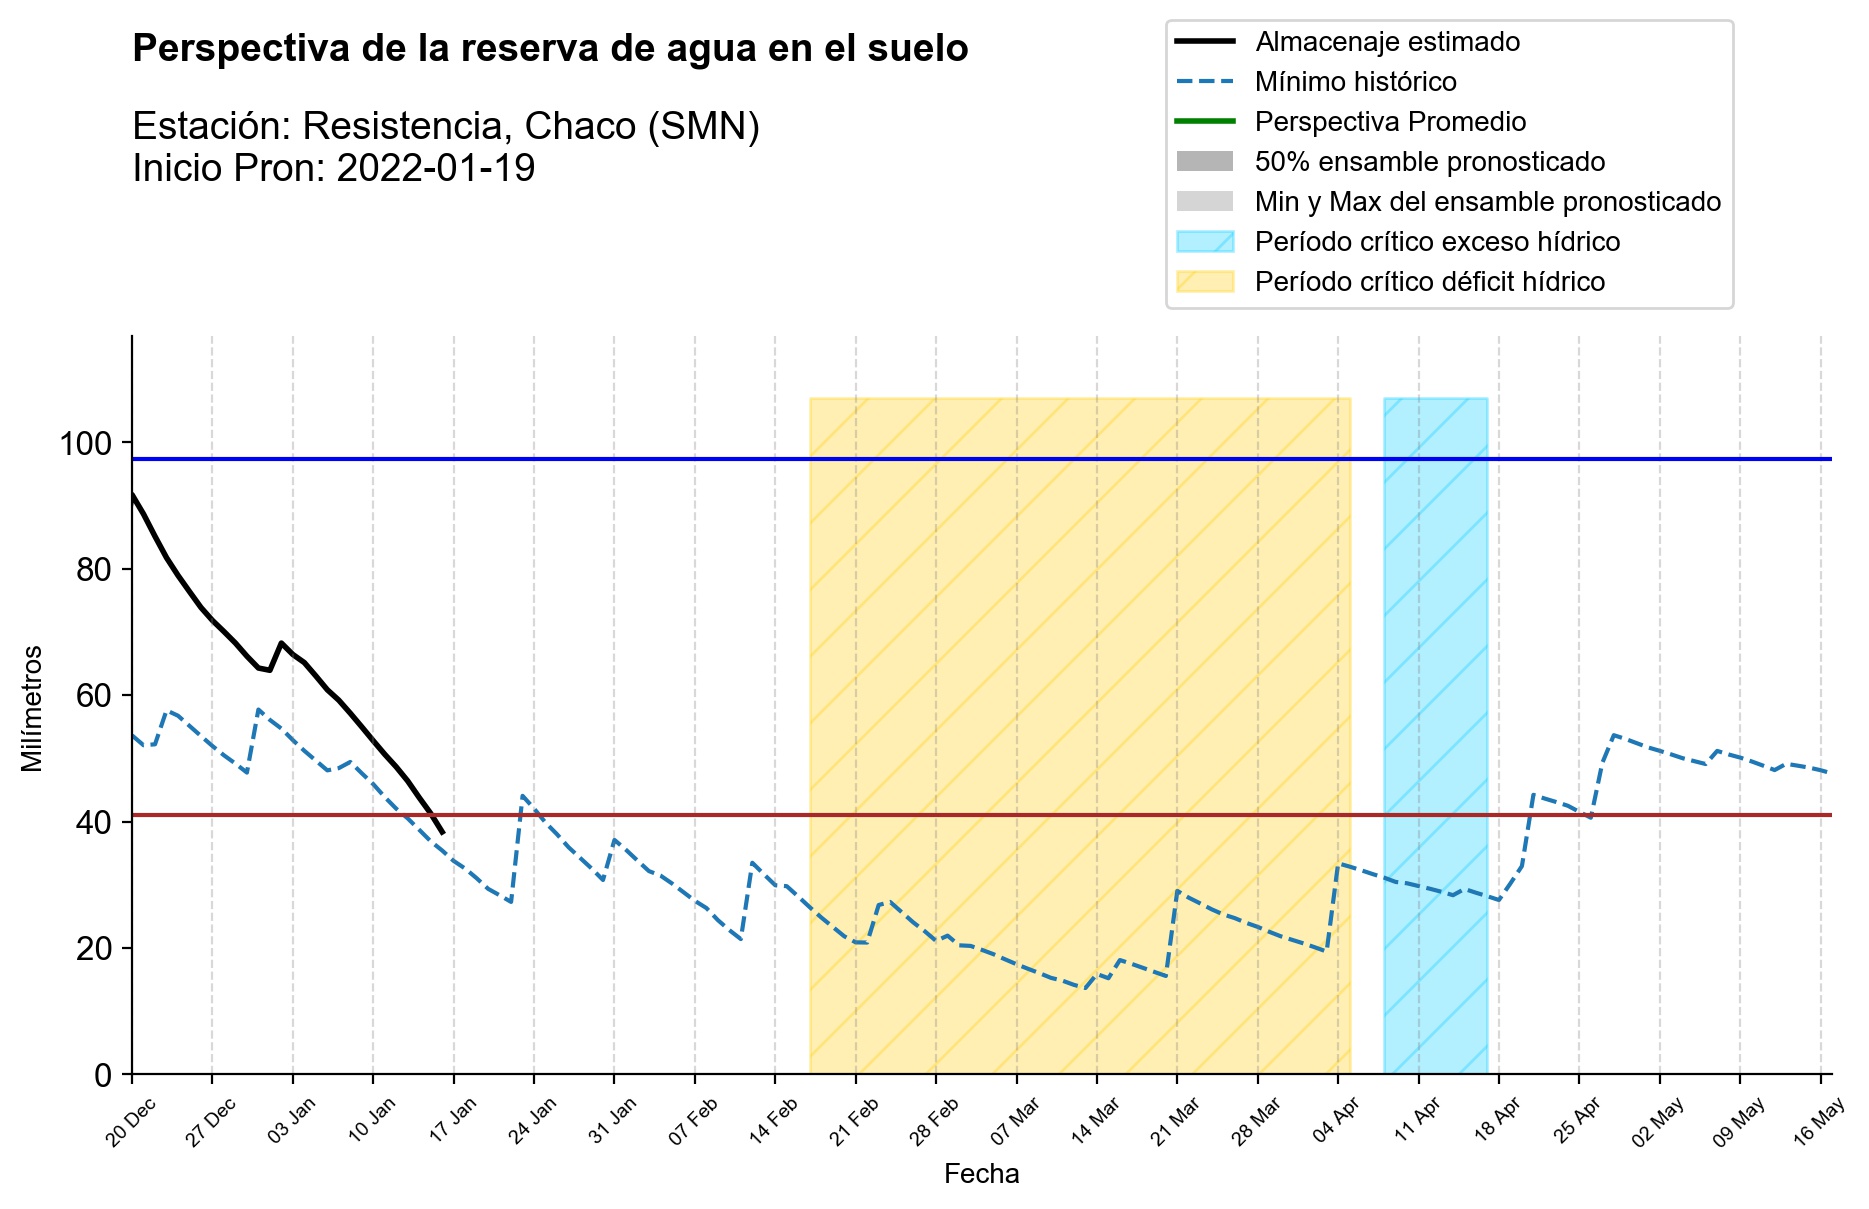 Perspectiva de la reserva de agua en el suelo
Estación: Resistencia, Chaco (SMN)
Inicio Pron: 2022-01-19
Almacenaje estimado
Mínimo histórico
Perspectiva Promedio
50% ensamble pronosticado
Min y Max del ensamble pronosticado
Período crítico exceso hídrico
Período crítico déficit hídrico
Milímetros
100
80
60
40
20
0
20 Dec
27 Dec
03 Jan
10 Jan
17 Jan
24 Jan
31 Jan
07 Feb
14 Feb
21 Feb
28 Feb
07 Mar
14 Mar
21 Mar
28 Mar
04 Apr
11 Apr
18 Apr
25 Apr
02 May
09 May
16 May
Fecha